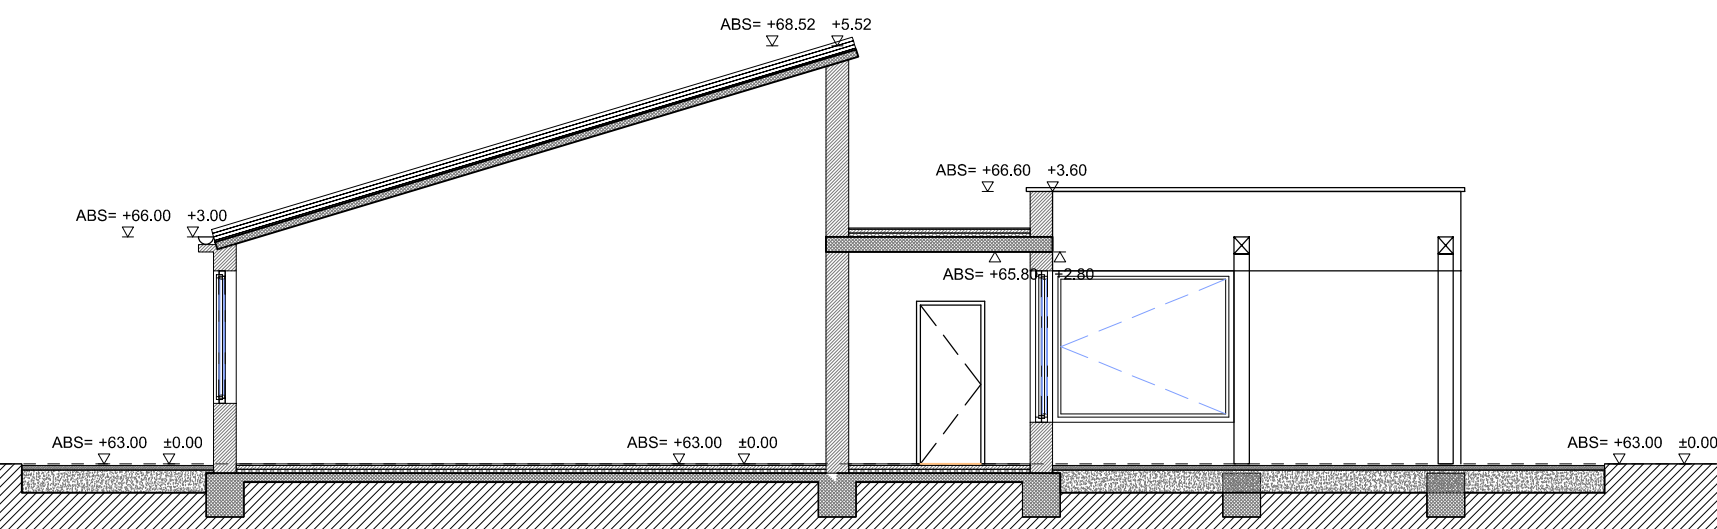 ABS= +68.52 +5.52
ABS= +66.60 +3.60
ABS= +66.00 +3.00
ABS= +65.80 +2.80
ABS= +63.00 ±0.00
ABS= +63.00 ±0.00
ABS= +63.00 ±0.00